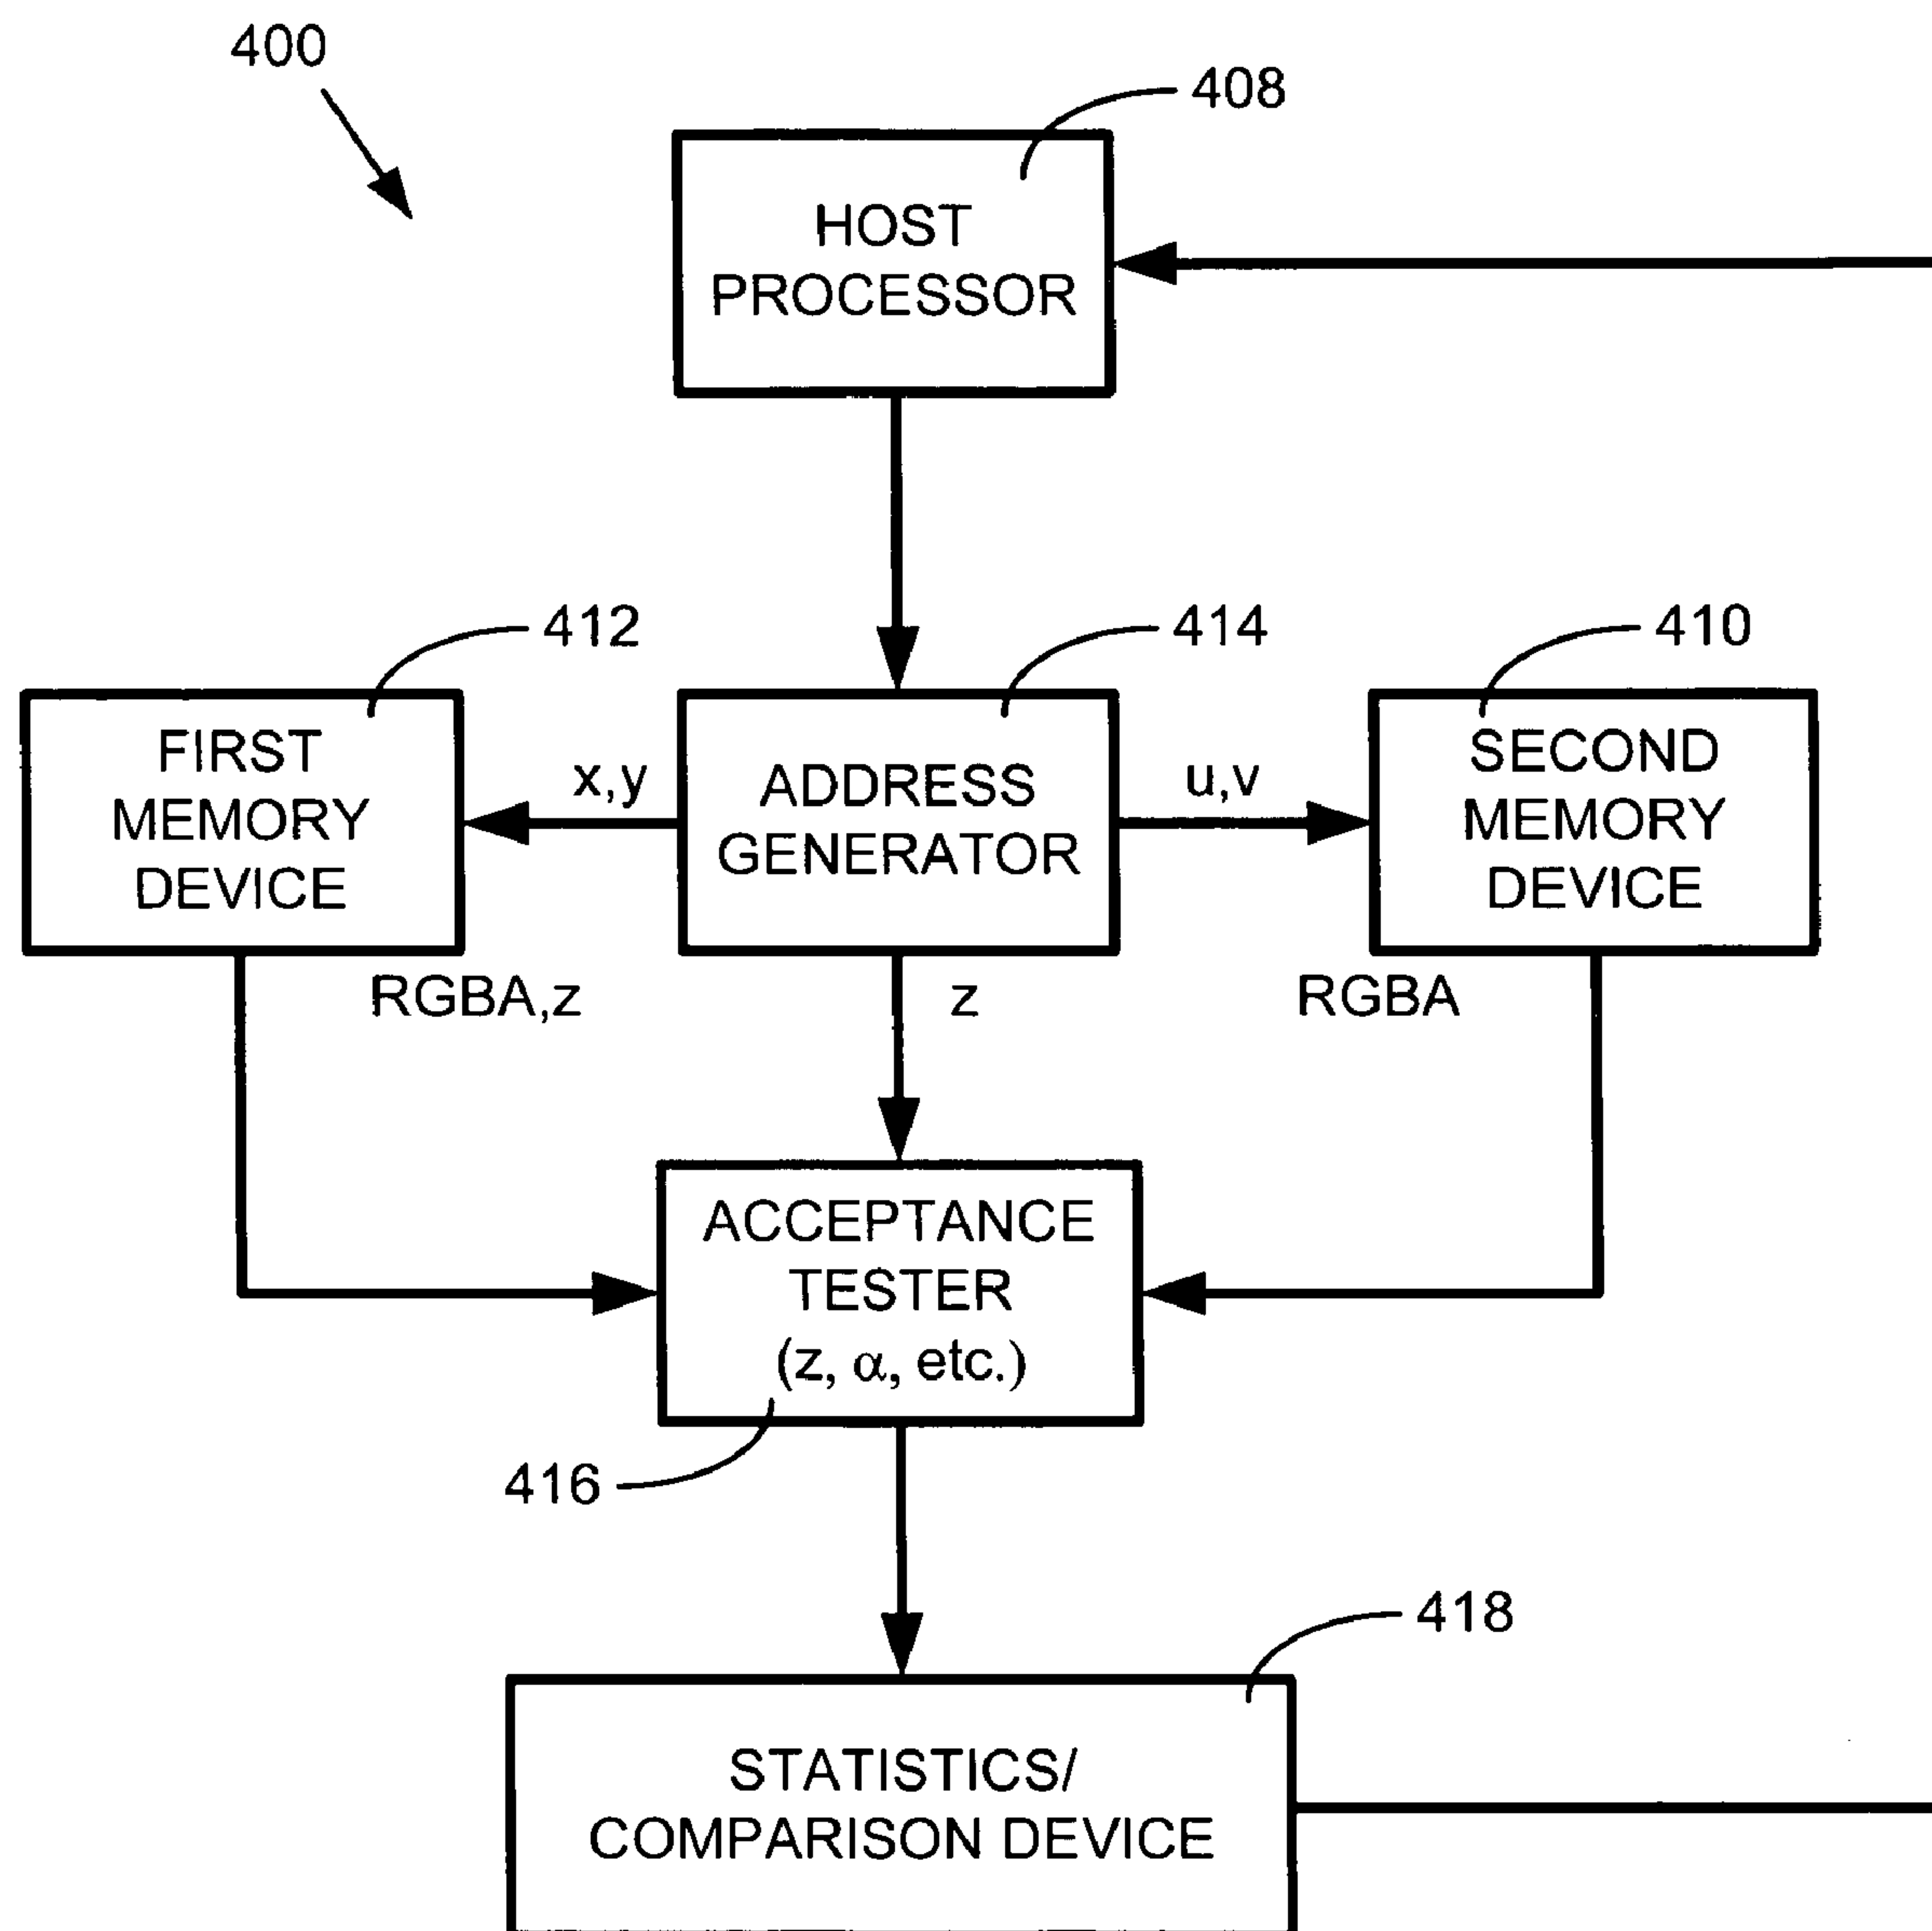 400
408
HOST
PROCESSOR
412
414
410
FIRST
MEMORY
DEVICE
x,y
ADDRESS
GENERATOR
u,v
SECOND
MEMORY
DEVICE
RGBA,z
z
RGBA
ACCEPTANCE
TESTER
(z, α, etc.)
416
418
STATISTICS/
COMPARISON DEVICE